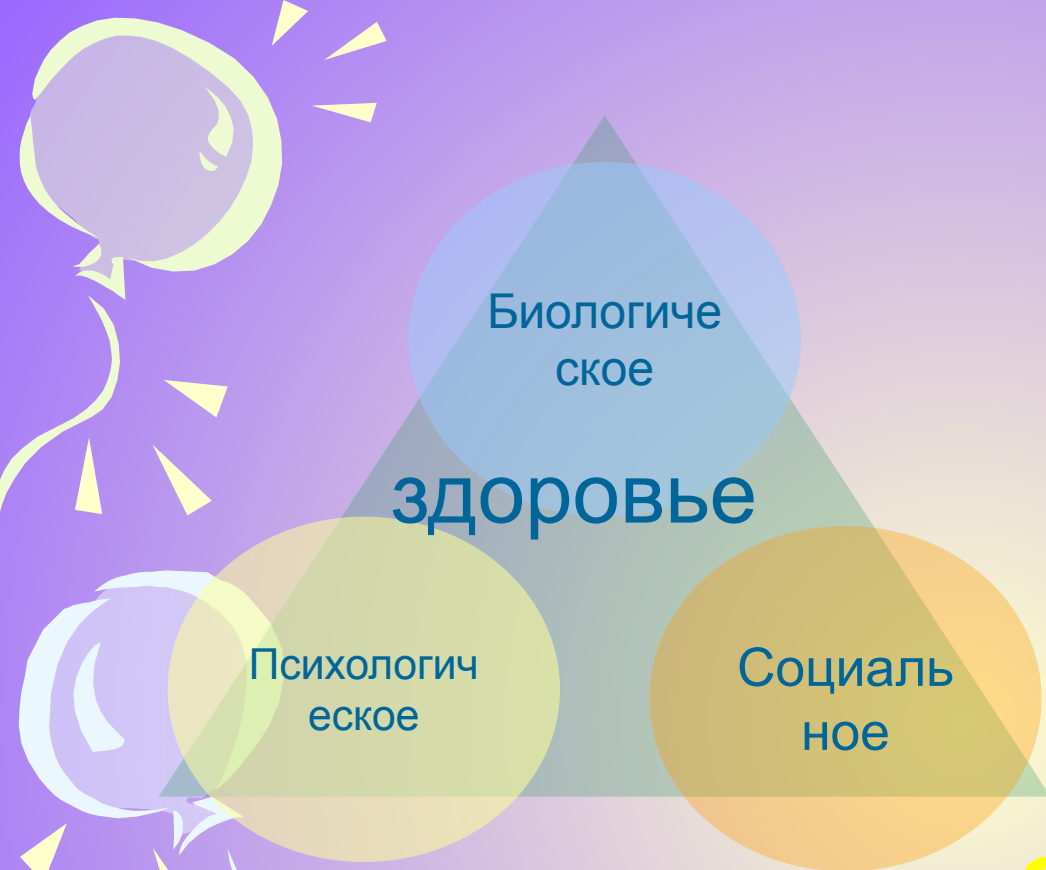 Биологиче
ское
здоровье
Психологич
еское
Социаль
ное